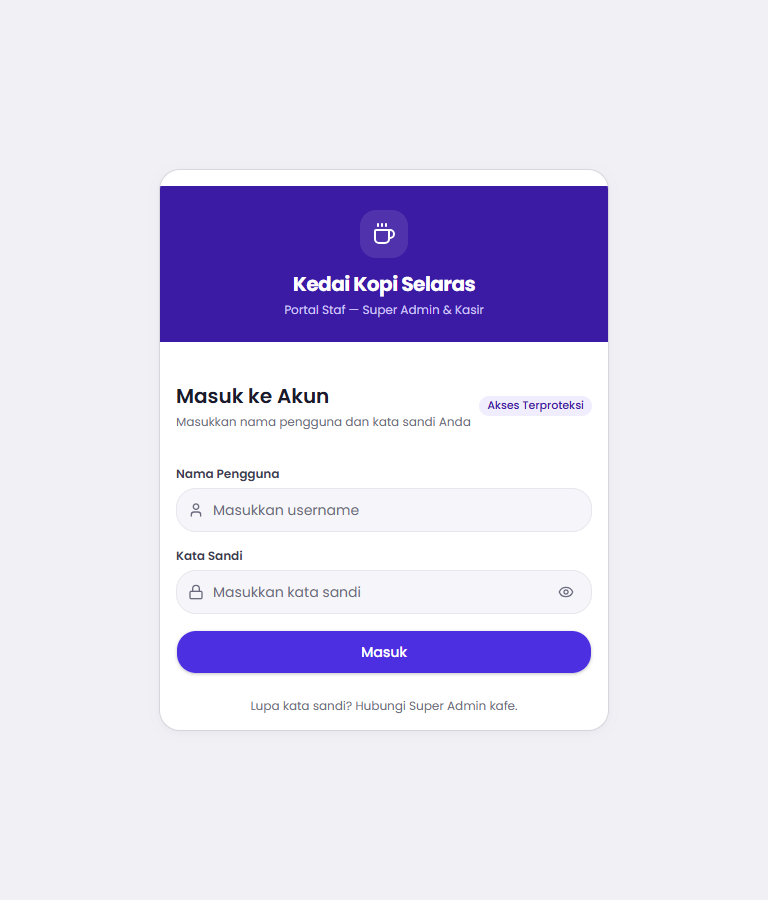 Kedai Kopi Selaras
Portal Staf — Super Admin & Kasir
Masuk ke Akun
Masukkan nama pengguna dan kata sandi Anda
Akses Terproteksi
Nama Pengguna
Masukkan username
Kata Sandi
Masukkan kata sandi
Masuk
Lupa kata sandi? Hubungi Super Admin kafe.